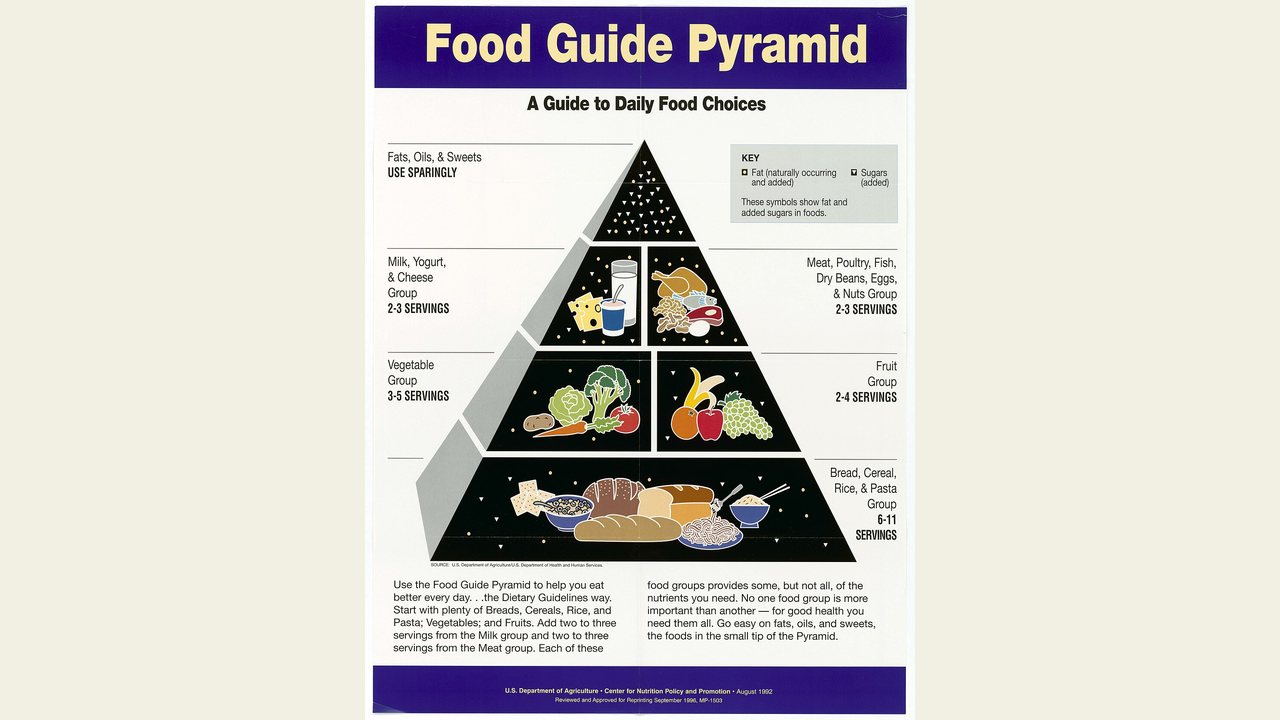 Food Guide Pyramid
A Guide to Daily Food Choices
Fats, Oils, & Sweets
USE SPARINGLY
KEY
Fat (naturally occurring
and added)
Sugars
(added)
These symbols show fat and
added sugars in foods.
Milk, Yogurt,
& Cheese
Group
2-3 SERVINGS
Meat, Poultry, Fish,
Dry Beans, Eggs,
& Nuts Group
2-3 SERVINGS
Vegetable
Group
3-5 SERVINGS
Fruit
Group
2-4 SERVINGS
Bread, Cereal,
Rice, & Pasta
Group
6-11
SERVINGS
SOURCE: U.S. Department of Agriculture/U.S. Department of Health and Human Services.
Use the Food Guide Pyramid to help you eat
better every day. . .the Dietary Guidelines way.
Start with plenty of Breads, Cereals, Rice, and
Pasta; Vegetables; and Fruits. Add two to three
servings from the Milk group and two to three
servings from the Meat group. Each of these
food groups provides some, but not all, of the
nutrients you need. No one food group is more
important than another — for good health you
need them all. Go easy on fats, oils, and sweets,
the foods in the small tip of the Pyramid.
U.S. Department of Agriculture • Center for Nutrition Policy and Promotion • August 1992
Reviewed and Approved for Reprinting September 1996, MP-1503